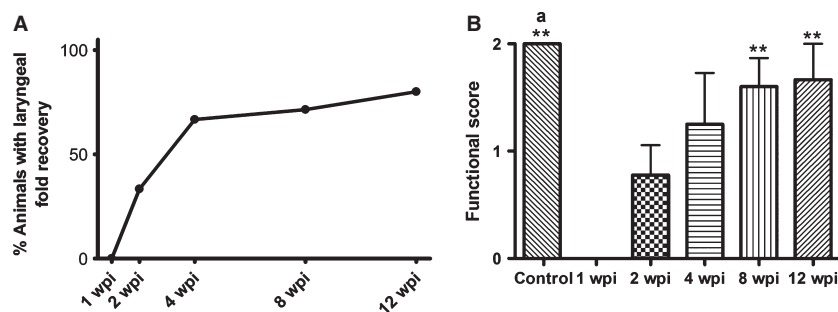 A
% Animals with laryngeal
fold recovery
100
50
0
1 wpi
2 wpi
4 wpi
8 wpi
12 wpi
B
Functional score
2
1
0
a
**
**
**
Control 1 wpi 2 wpi 4 wpi 8 wpi 12 wpi